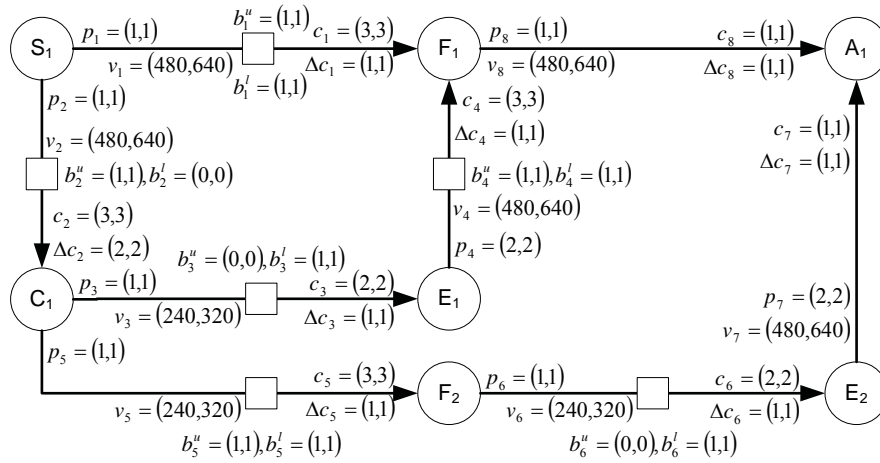 b₁ᵘ = (1,1)
S₁ p₁ = (1,1) c₁ = (3,3) F₁ p₈ = (1,1) c₈ = (1,1) A₁
v₁ = (480,640) Δc₁ = (1,1) v₈ = (480,640) Δc₈ = (1,1)
b₁ˡ = (1,1)
p₂ = (1,1) c₄ = (3,3)
v₂ = (480,640) Δc₄ = (1,1) c₇ = (1,1)
Δc₇ = (1,1)
b₂ᵘ = (1,1), b₂ˡ = (0,0) b₄ᵘ = (1,1), b₄ˡ = (1,1)
c₂ = (3,3) v₄ = (480,640)
Δc₂ = (2,2) b₃ᵘ = (0,0), b₃ˡ = (1,1) p₄ = (2,2)
C₁ p₃ = (1,1) c₃ = (2,2) E₁ p₇ = (2,2)
v₃ = (240,320) Δc₃ = (1,1) v₇ = (480,640)
p₅ = (1,1)
c₅ = (3,3) F₂ p₆ = (1,1) c₆ = (2,2) E₂
v₅ = (240,320) Δc₅ = (1,1) v₆ = (240,320) Δc₆ = (1,1)
b₅ᵘ = (1,1), b₅ˡ = (1,1) b₆ᵘ = (0,0), b₆ˡ = (1,1)